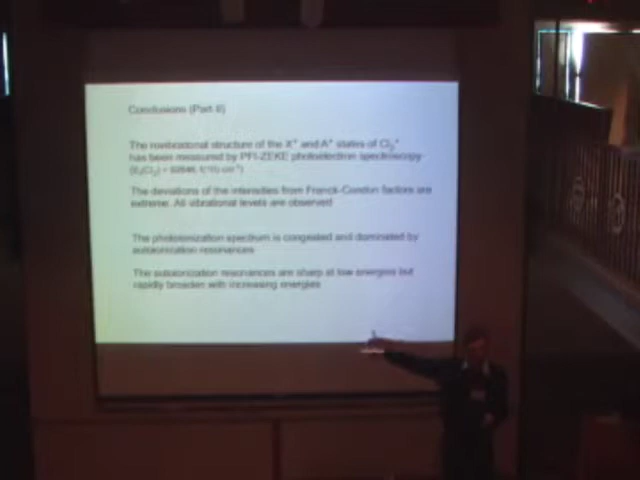 Conclusions (Part II)
The rovibrational structure of the X⁺ and A⁺ states of Cl₂⁺
has been measured by PFI-ZEKE photoelectron spectroscopy
The deviations of the intensities from Franck-Condon factors are
extreme. All vibrational levels are observed
The photoionization spectrum is congested and dominated by
autoionization resonances
The autoionization resonances are sharp at low energies but
rapidly broaden with increasing energies